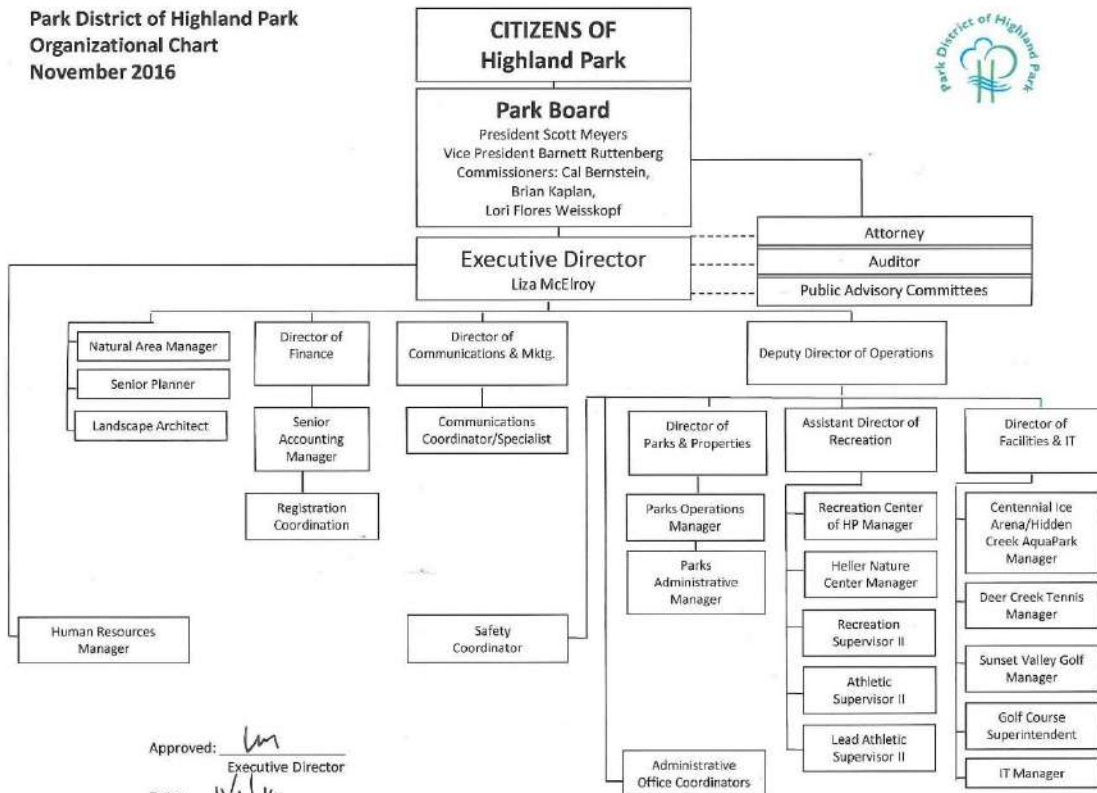 Park District of Highland Park
Organizational Chart
November 2016
CITIZENS OF
Highland Park
Park District of Highland Park
Park Board
President Scott Meyers
Vice President Barnett Ruttenberg
Commissioners: Cal Bernstein,
Brian Kaplan,
Lori Flores Weisskopf
Executive Director
Liza McElroy
Attorney
Auditor
Public Advisory Committees
Natural Area Manager
Senior Planner
Landscape Architect
Director of
Finance
Senior
Accounting
Manager
Registration
Coordination
Director of
Communications & Mktg.
Communications
Coordinator/Specialist
Deputy Director of Operations
Director of
Parks & Properties
Parks Operations
Manager
Parks
Administrative
Manager
Assistant Director of
Recreation
Recreation Center
of HP Manager
Heller Nature
Center Manager
Recreation
Supervisor II
Athletic
Supervisor II
Lead Athletic
Supervisor II
Director of
Facilities & IT
Centennial Ice
Arena/Hidden
Creek AquaPark
Manager
Deer Creek Tennis
Manager
Sunset Valley Golf
Manager
Golf Course
Superintendent
IT Manager
Human Resources
Manager
Safety
Coordinator
Administrative
Office Coordinators
Approved:
Executive Director